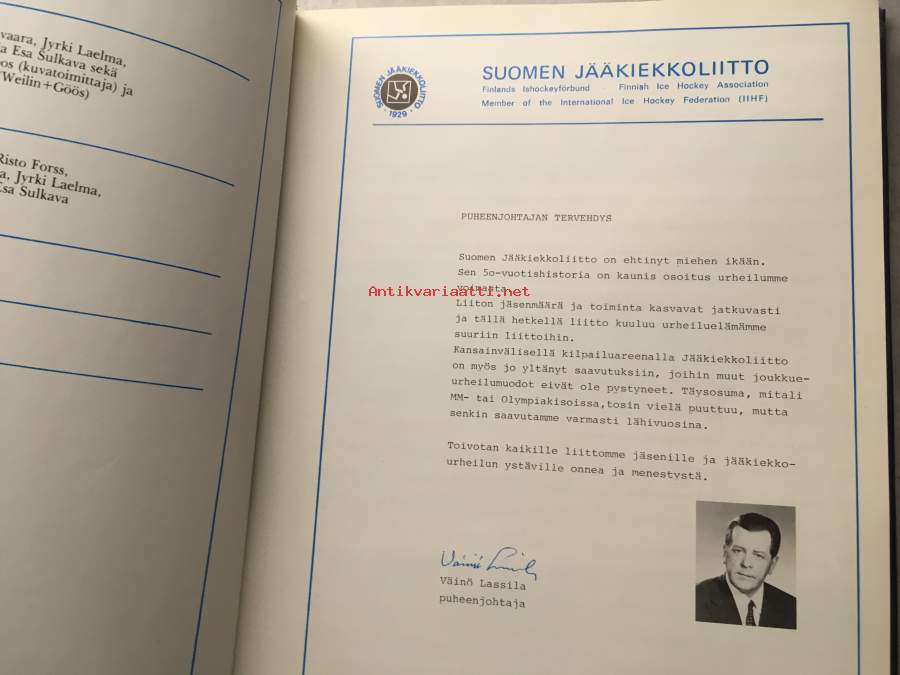 vaara, Jyrki Laelma,
a Esa Sulkava sekä
os (kuvatoimittaja) ja
Weilin+Göös)
Risto Forss,
a, Jyrki Laelma,
Esa Sulkava
SUOMEN JÄÄKIEKKOLIITTO
· 1929 ·
SUOMEN JÄÄKIEKKOLIITTO
Finlands Ishockeyförbund · Finnish Ice Hockey Association
Member of the International Ice Hockey Federation (IIHF)
PUHEENJOHTAJAN TERVEHDYS
Suomen Jääkiekkoliitto on ehtinyt miehen ikään.
Sen 5o-vuotishistoria on kaunis osoitus urheilumme
voimasta.
Antikvariaatti.net
Liiton jäsenmäärä ja toiminta kasvavat jatkuvasti
ja tällä hetkellä liitto kuuluu urheiluelämämme
suuriin liittoihin.
Kansainvälisellä kilpailuareenalla Jääkiekkoliitto
on myös jo yltänyt saavutuksiin, joihin muut joukkue-
urheilumuodot eivät ole pystyneet. Täysosuma, mitali
MM- tai Olympiakisoissa,tosin vielä puuttuu, mutta
senkin saavutamme varmasti lähivuosina.
Toivotan kaikille liittomme jäsenille ja jääkiekko-
urheilun ystäville onnea ja menestystä.
Väinö Lassila
puheenjohtaja